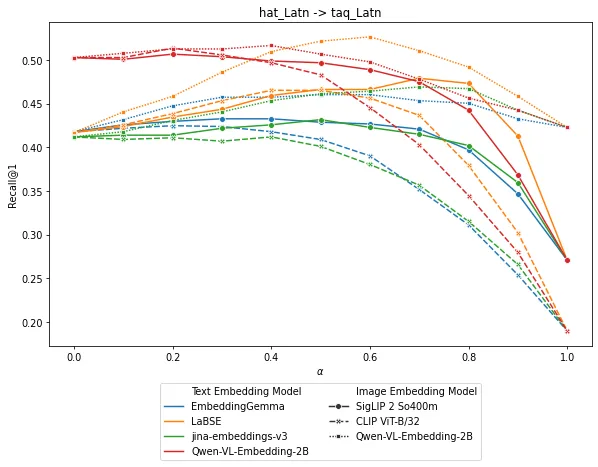 hat_Latn -> taq_Latn
Recall@1
0.50
0.45
0.40
0.35
0.30
0.25
0.20
0.0
0.2
0.4
0.6
0.8
1.0
α
Text Embedding Model
EmbeddingGemma
LaBSE
jina-embeddings-v3
Qwen-VL-Embedding-2B
Image Embedding Model
SigLIP 2 So400m
CLIP ViT-B/32
Qwen-VL-Embedding-2B